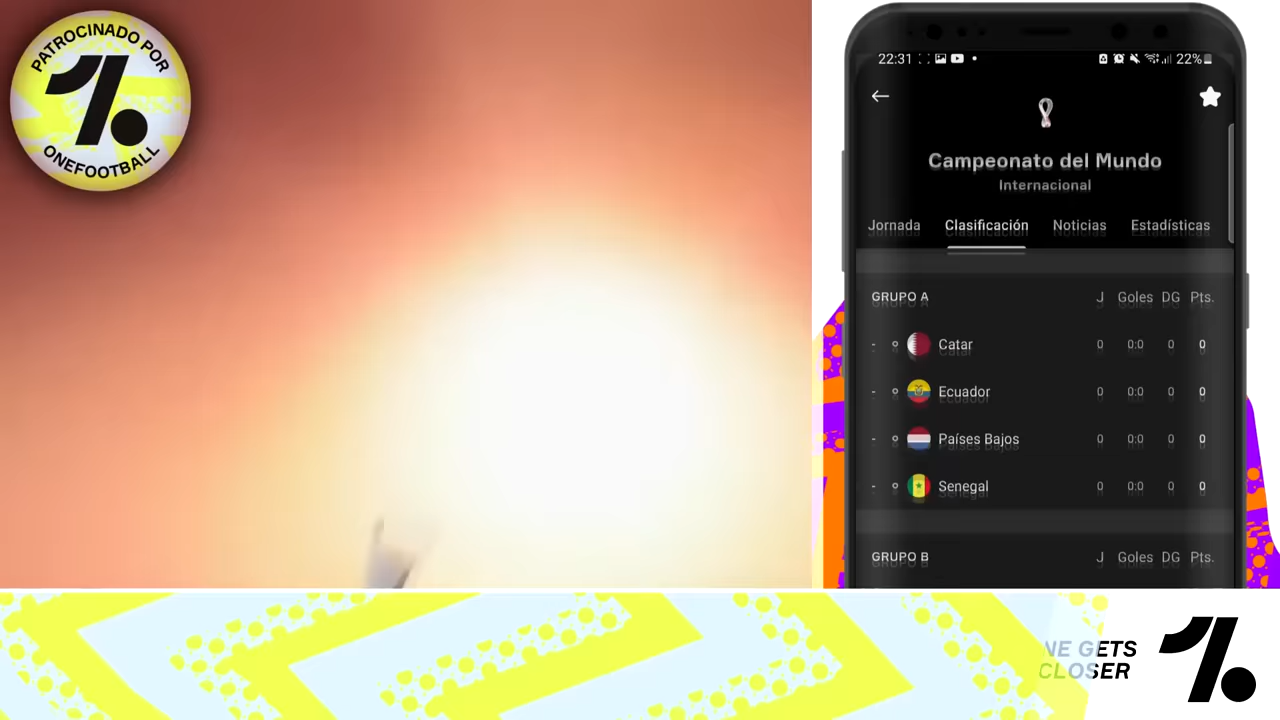 PATROCINADO POR
ONEFOOTBALL
22:31 22%
Campeonato del Mundo
Internacional
Jornada Clasificación Noticias Estadísticas
GRUPO A J Goles DG Pts.
- Catar 0 0:0 0 0
- Ecuador 0 0:0 0 0
- Países Bajos 0 0:0 0 0
- Senegal 0 0:0 0 0
GRUPO B J Goles DG Pts.
NE GETS
CLOSER